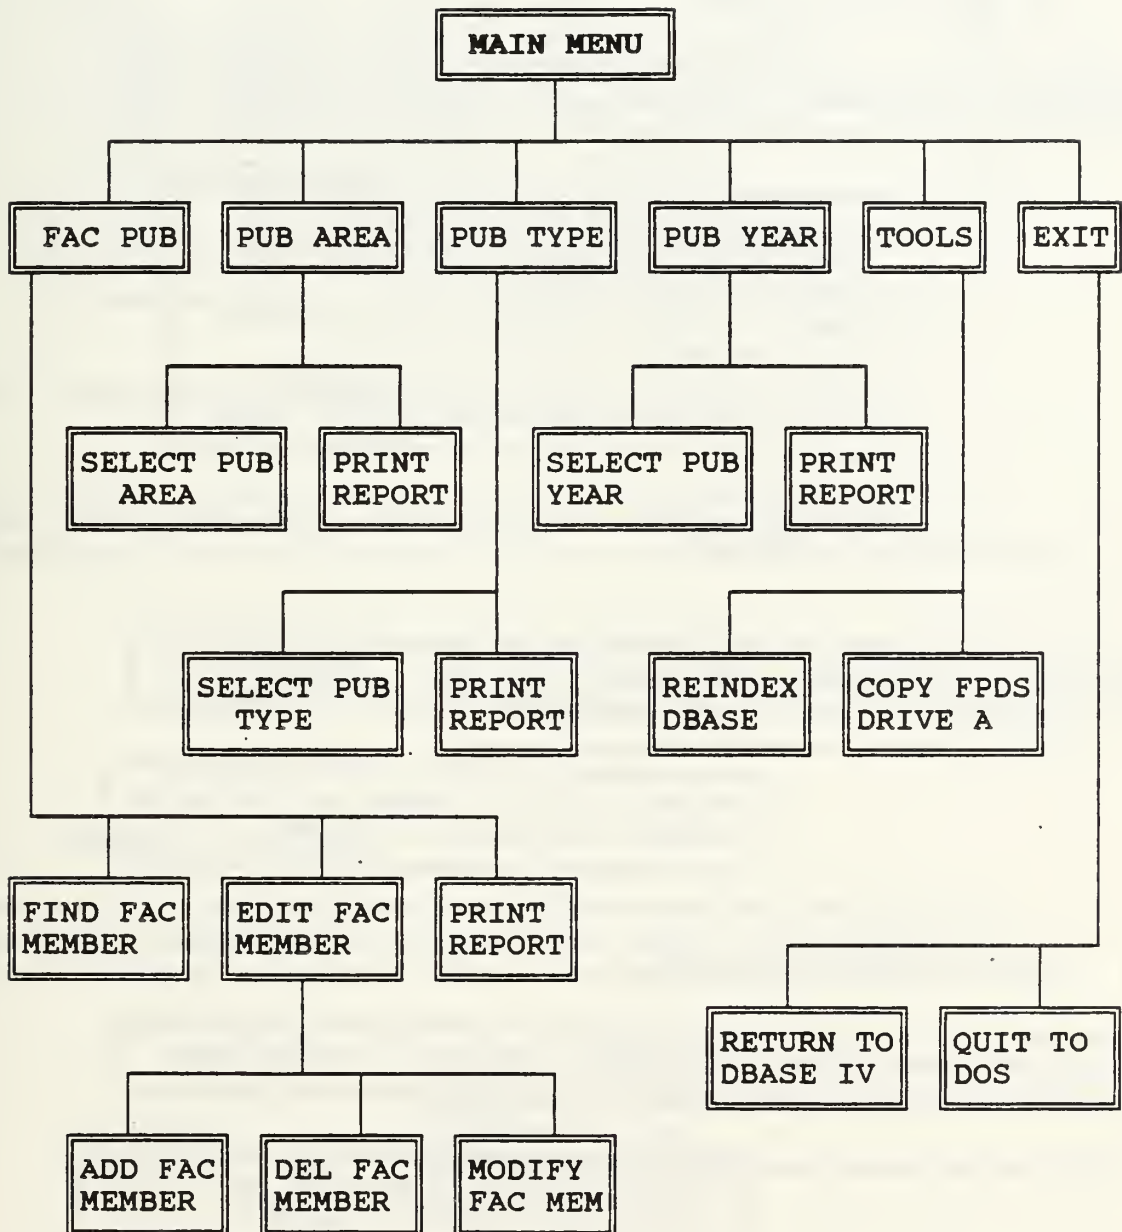 MAIN MENU
FAC PUB
PUB AREA
PUB TYPE
PUB YEAR
TOOLS
EXIT
SELECT PUB
AREA
PRINT
REPORT
SELECT PUB
YEAR
PRINT
REPORT
SELECT PUB
TYPE
PRINT
REPORT
REINDEX
DBASE
COPY FPDS
DRIVE A
FIND FAC
MEMBER
EDIT FAC
MEMBER
PRINT
REPORT
RETURN TO
DBASE IV
QUIT TO
DOS
ADD FAC
MEMBER
DEL FAC
MEMBER
MODIFY
FAC MEM